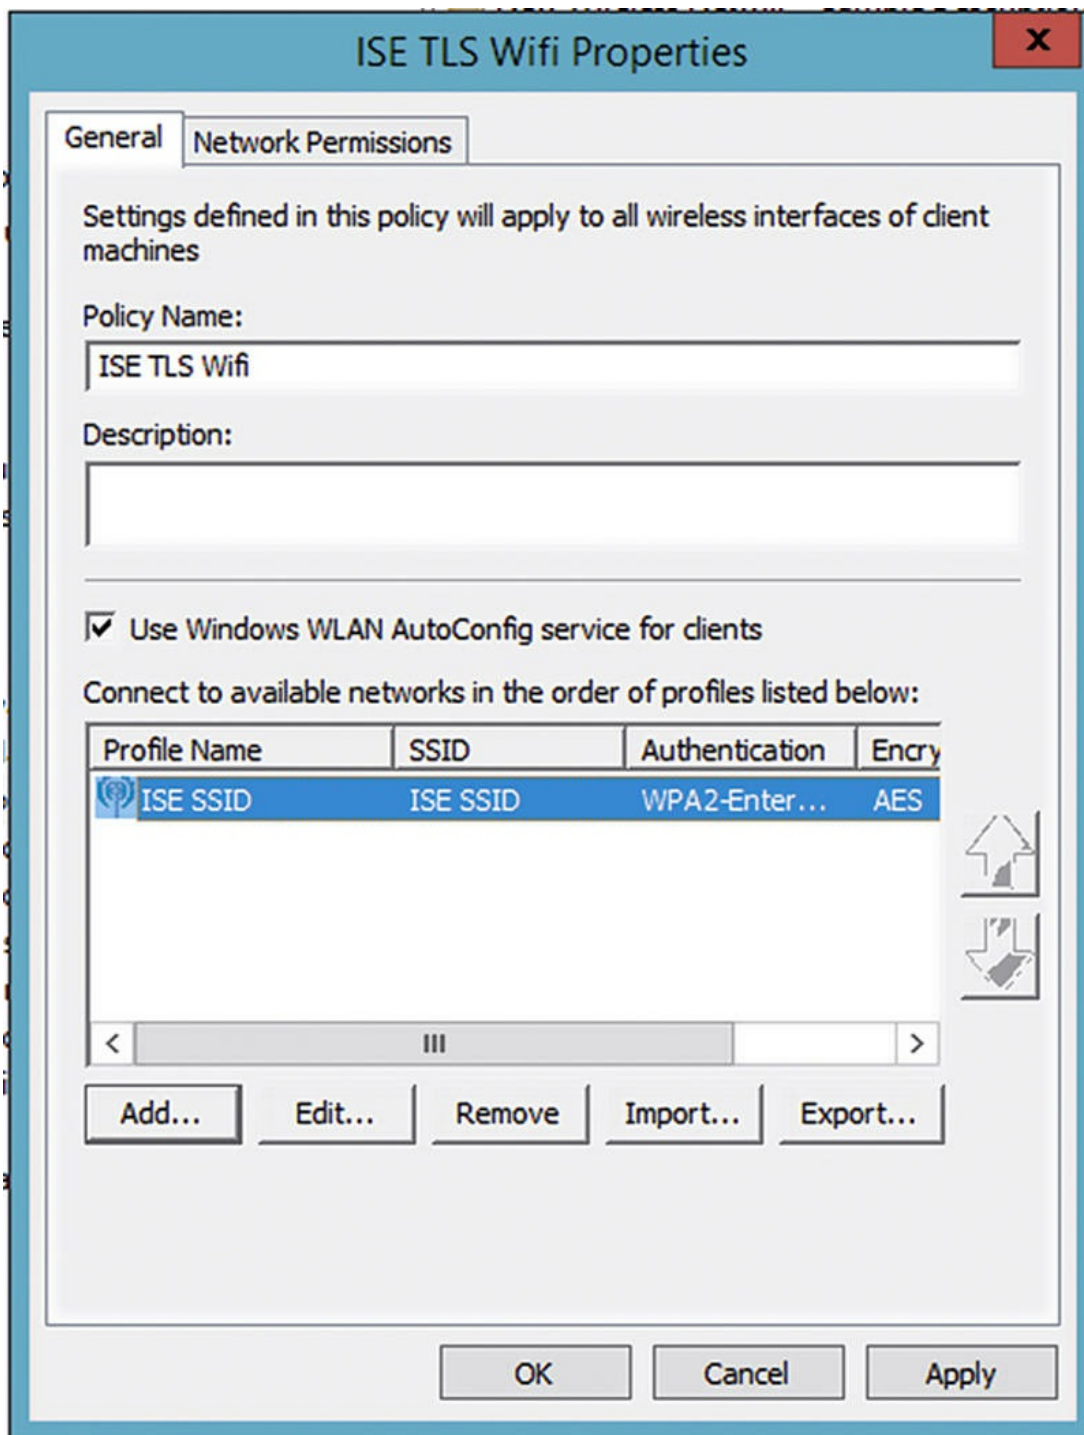 ISE TLS Wifi Properties
x
General
Network Permissions
Settings defined in this policy will apply to all wireless interfaces of client
machines
Policy Name:
ISE TLS Wifi
Description:
Use Windows WLAN AutoConfig service for clients
Connect to available networks in the order of profiles listed below:
Profile Name SSID Authentication Encry
ISE SSID ISE SSID WPA2-Enter... AES
Add... Edit... Remove Import... Export...
OK Cancel Apply